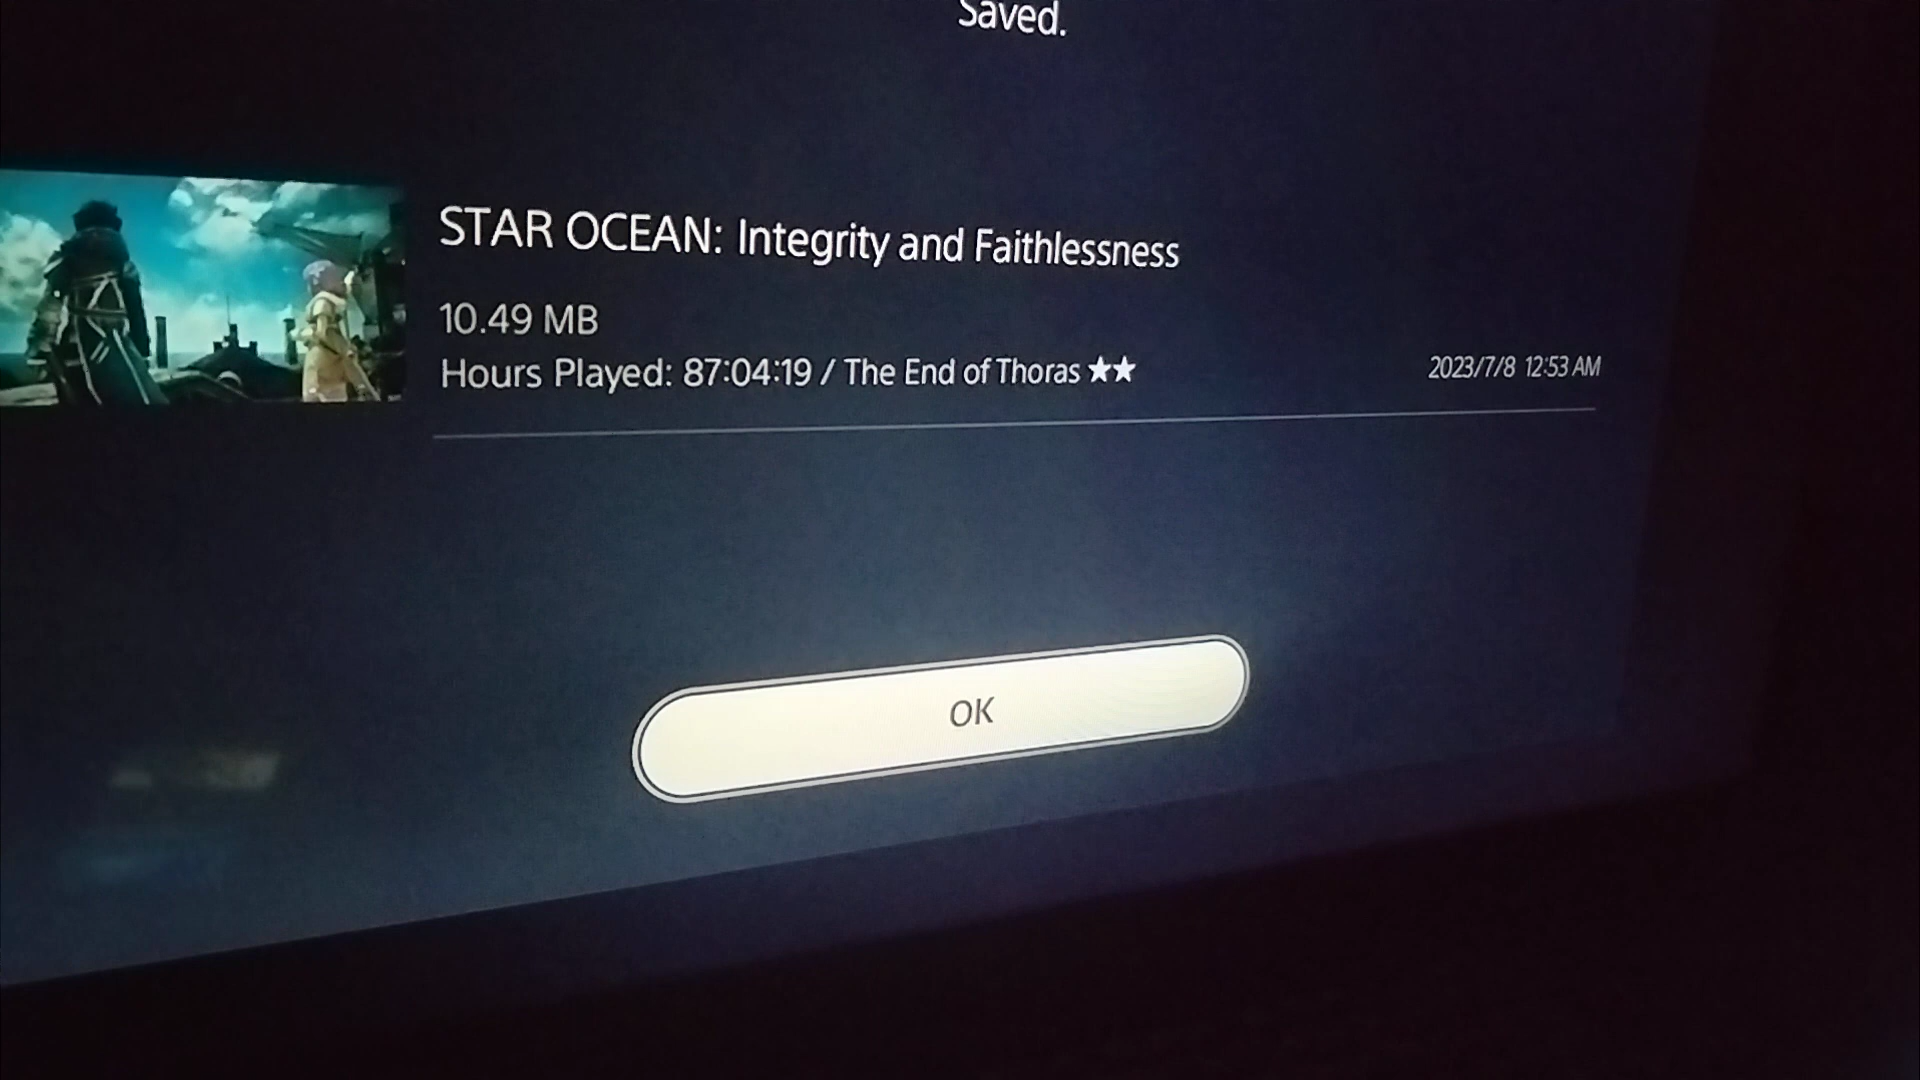 Saved.
STAR OCEAN: Integrity and Faithlessness
10.49 MB
Hours Played: 87:04:19 / The End of Thoras ★★
2023/7/8 12:53 AM
OK